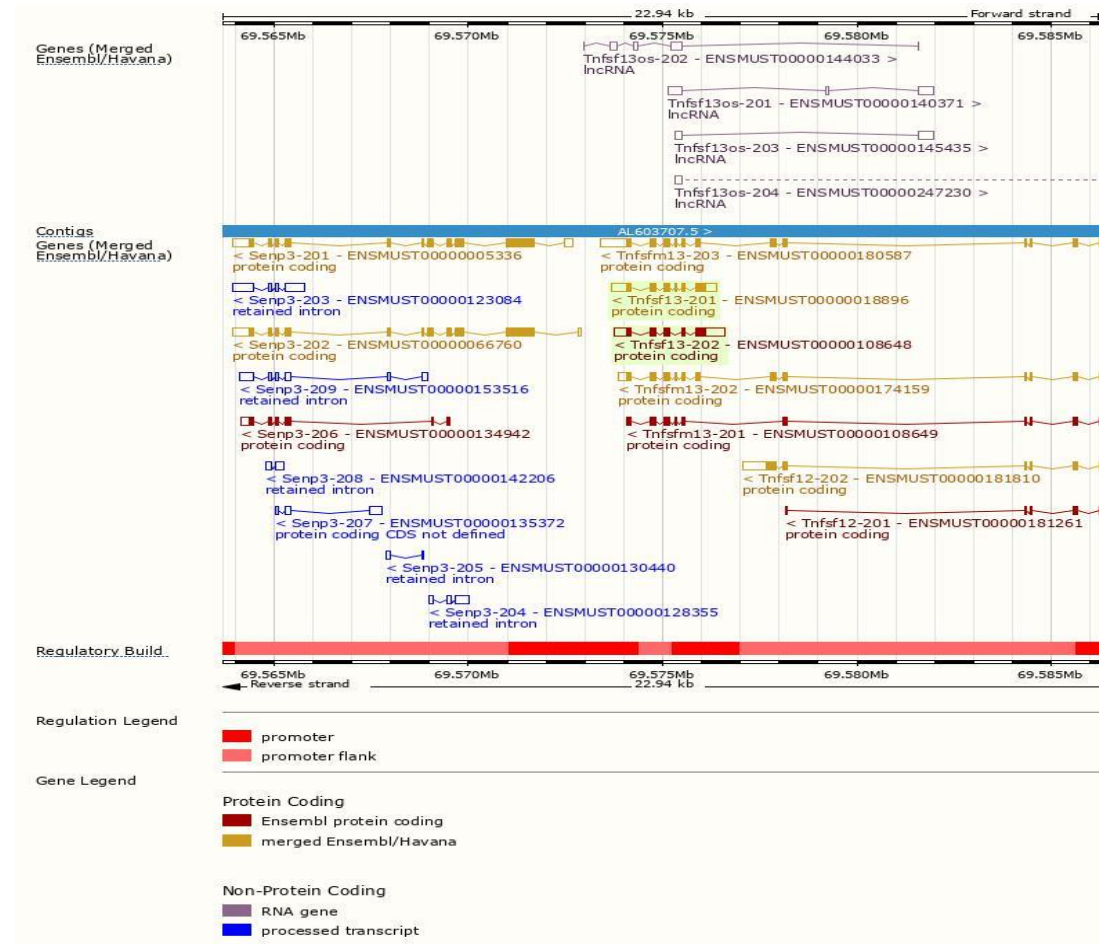 22.94 kb Forward strand
69.565Mb 69.570Mb 69.575Mb 69.580Mb 69.585Mb
Genes (Merged
Ensembl/Havana)
Tnfsf13os-202 - ENSMUST00000144033 >
lncRNA
Tnfsf13os-201 - ENSMUST00000140371 >
lncRNA
Tnfsf13os-203 - ENSMUST00000145435 >
lncRNA
Tnfsf13os-204 - ENSMUST00000247230 >
lncRNA
Contigs AL603707.5 >
Genes (Merged
Ensembl/Havana)
< Senp3-201 - ENSMUST00000005336 < Tnfsfm13-203 - ENSMUST00000180587
protein coding protein coding
< Senp3-203 - ENSMUST00000123084 < Tnfsf13-201 - ENSMUST00000018896
retained intron protein coding
< Senp3-202 - ENSMUST00000066760 < Tnfsf13-202 - ENSMUST00000108648
protein coding protein coding
< Senp3-209 - ENSMUST00000153516 < Tnfsfm13-202 - ENSMUST00000174159
retained intron protein coding
< Senp3-206 - ENSMUST00000134942 < Tnfsfm13-201 - ENSMUST00000108649
protein coding protein coding
< Senp3-208 - ENSMUST00000142206 < Tnfsf12-202 - ENSMUST00000181810
retained intron protein coding
< Senp3-207 - ENSMUST00000135372 < Tnfsf12-201 - ENSMUST00000181261
protein coding CDS not defined protein coding
< Senp3-205 - ENSMUST00000130440
retained intron
< Senp3-204 - ENSMUST00000128355
retained intron
Regulatory Build
69.565Mb 69.570Mb 69.575Mb 69.580Mb 69.585Mb
Reverse strand 22.94 kb
Regulation Legend
promoter
promoter flank
Gene Legend
Protein Coding
Ensembl protein coding
merged Ensembl/Havana
Non-Protein Coding
RNA gene
processed transcript